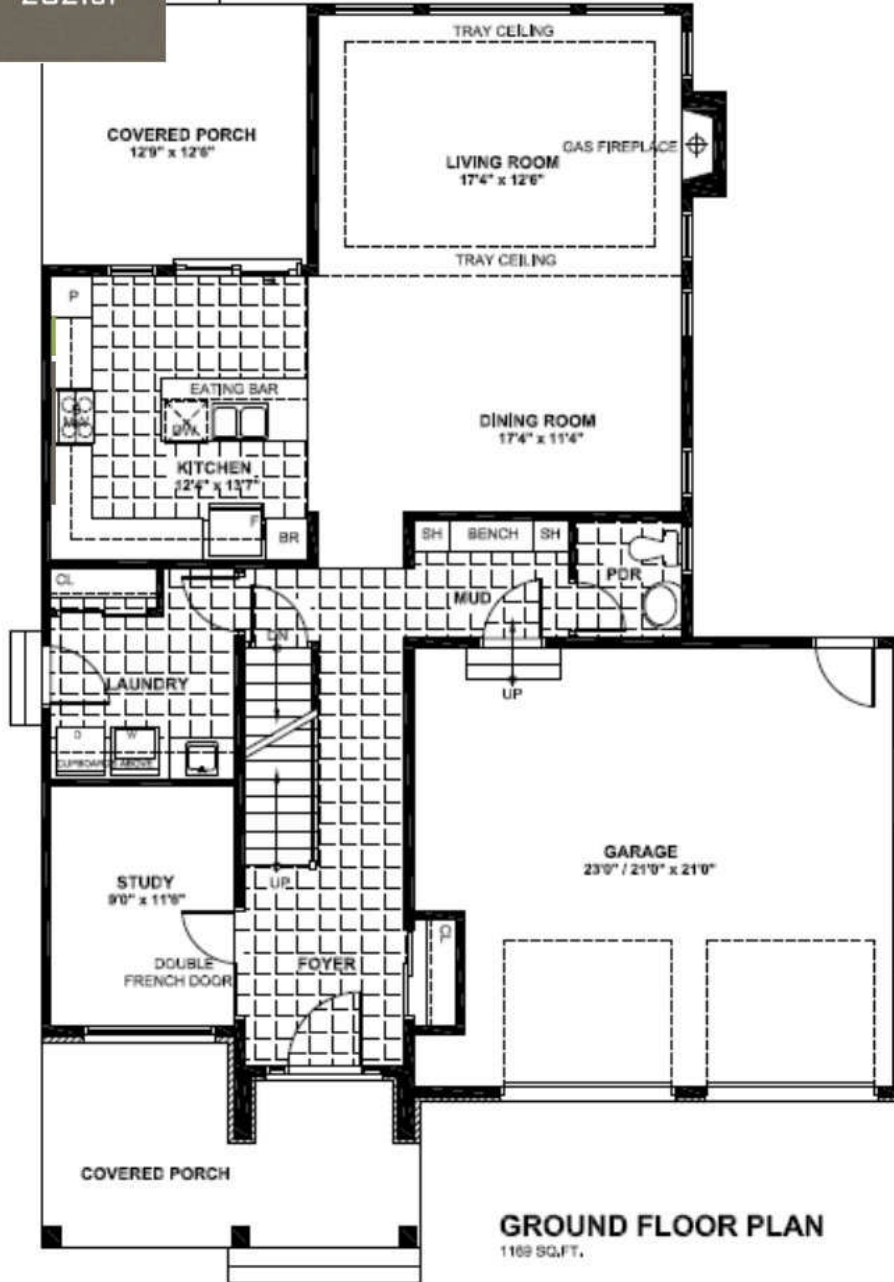 TRAY CEILING
COVERED PORCH
12'9" x 12'6"
GAS FIREPLACE
LIVING ROOM
17'4" x 12'6"
TRAY CEILING
P
EATING BAR
DW
DINING ROOM
17'4" x 11'4"
KITCHEN
12'4" x 13'7"
F
BR
SH
BENCH
SH
CL
PDR
MUD
DN
LAUNDRY
UP
D
W
CUPBOARD ABOVE
GARAGE
23'0" / 21'0" x 21'0"
STUDY
9'0" x 11'6"
UP
CL
DOUBLE
FRENCH DOOR
FOYER
COVERED PORCH
GROUND FLOOR PLAN
1169 SQ.FT.